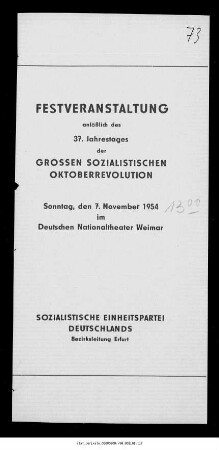 73
FESTVERANSTALTUNG
anläßlich des
37. Jahrestages
der
GROSSEN SOZIALISTISCHEN
OKTOBERREVOLUTION
Sonntag, den 7. November 1954 13⁰⁰
im
Deutschen Nationaltheater Weimar
SOZIALISTISCHE EINHEITSPARTEI
DEUTSCHLANDS
Bezirksleitung Erfurt